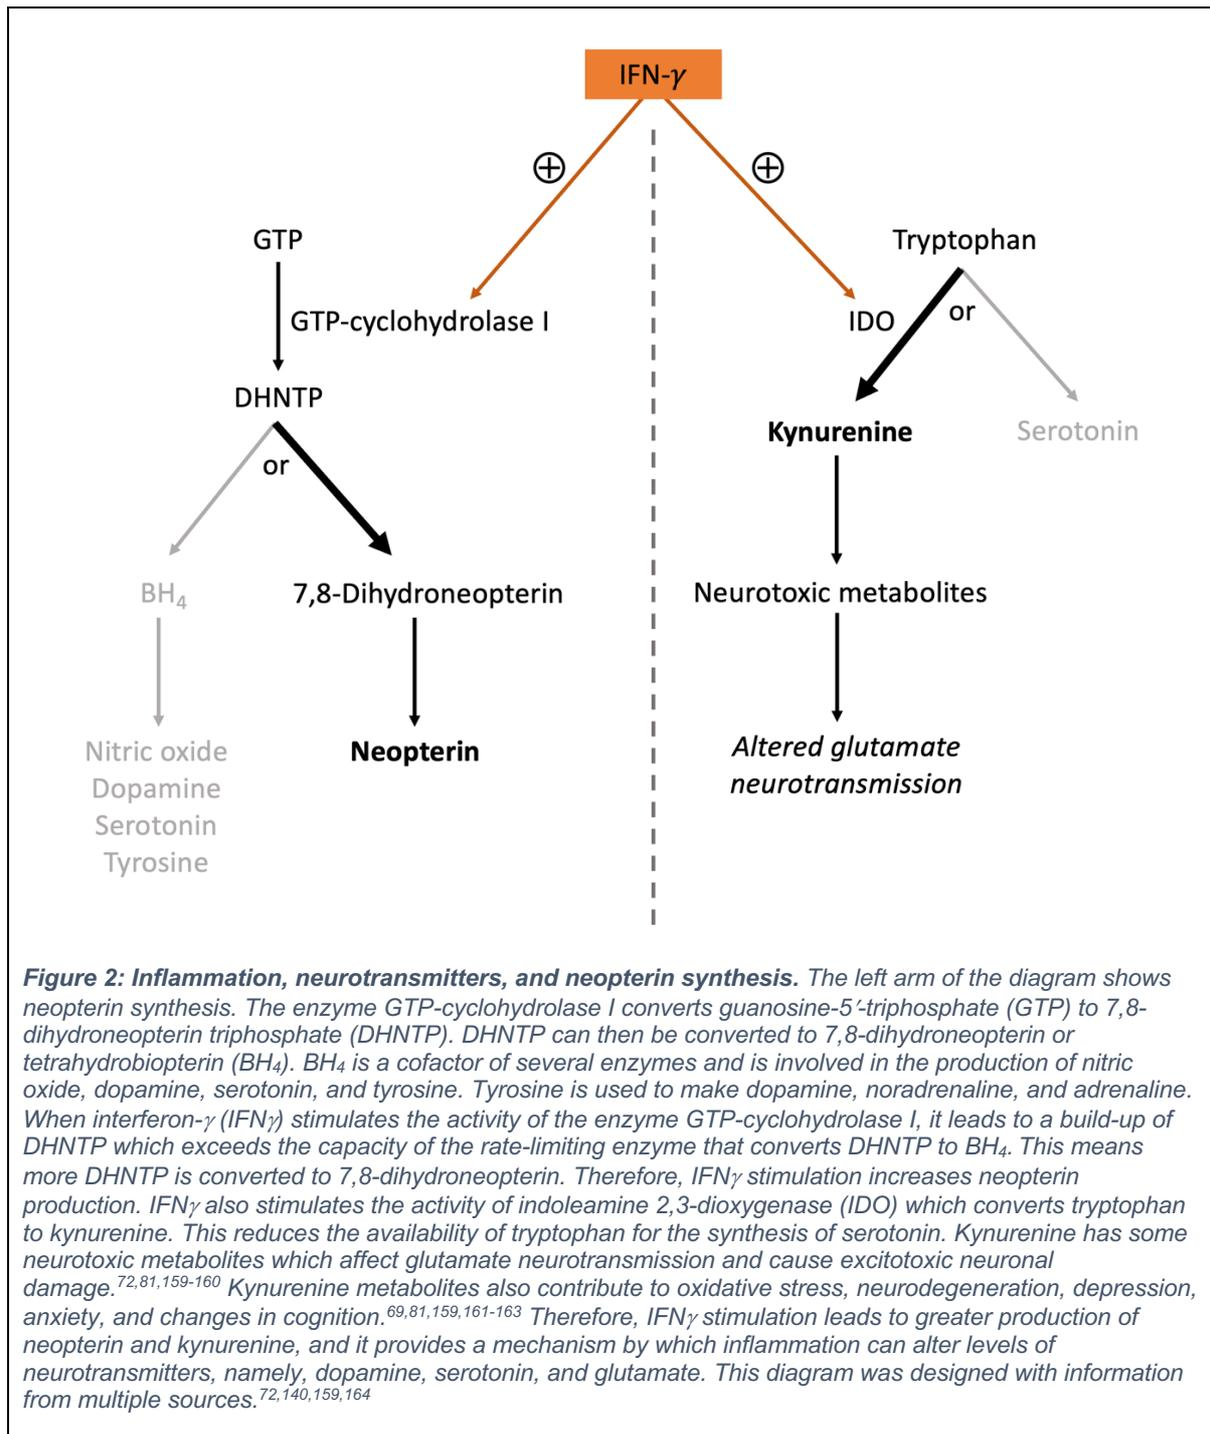 IFN-γ
GTP
Tryptophan
GTP-cyclohydrolase I
IDO
or
DHNTP
Kynurenine
Serotonin
or
BH₄
7,8-Dihydroneopterin
Neurotoxic metabolites
Nitric oxide
Dopamine
Serotonin
Tyrosine
Neopterin
Altered glutamate
neurotransmission
Figure 2: Inflammation, neurotransmitters, and neopterin synthesis. The left arm of the diagram shows
neopterin synthesis. The enzyme GTP-cyclohydrolase I converts guanosine-5′-triphosphate (GTP) to 7,8-
dihydroneopterin triphosphate (DHNTP). DHNTP can then be converted to 7,8-dihydroneopterin or
tetrahydrobiopterin (BH₄). BH₄ is a cofactor of several enzymes and is involved in the production of nitric
oxide, dopamine, serotonin, and tyrosine. Tyrosine is used to make dopamine, noradrenaline, and adrenaline.
When interferon-γ (IFNγ) stimulates the activity of the enzyme GTP-cyclohydrolase I, it leads to a build-up of
DHNTP which exceeds the capacity of the rate-limiting enzyme that converts DHNTP to BH₄. This means
more DHNTP is converted to 7,8-dihydroneopterin. Therefore, IFNγ stimulation increases neopterin
production. IFNγ also stimulates the activity of indoleamine 2,3-dioxygenase (IDO) which converts tryptophan
to kynurenine. This reduces the availability of tryptophan for the synthesis of serotonin. Kynurenine has some
neurotoxic metabolites which affect glutamate neurotransmission and cause excitotoxic neuronal
damage.72,81,159-160 Kynurenine metabolites also contribute to oxidative stress, neurodegeneration, depression,
anxiety, and changes in cognition.69,81,159,161-163 Therefore, IFNγ stimulation leads to greater production of
neopterin and kynurenine, and it provides a mechanism by which inflammation can alter levels of
neurotransmitters, namely, dopamine, serotonin, and glutamate. This diagram was designed with information
from multiple sources.72,140,159,164